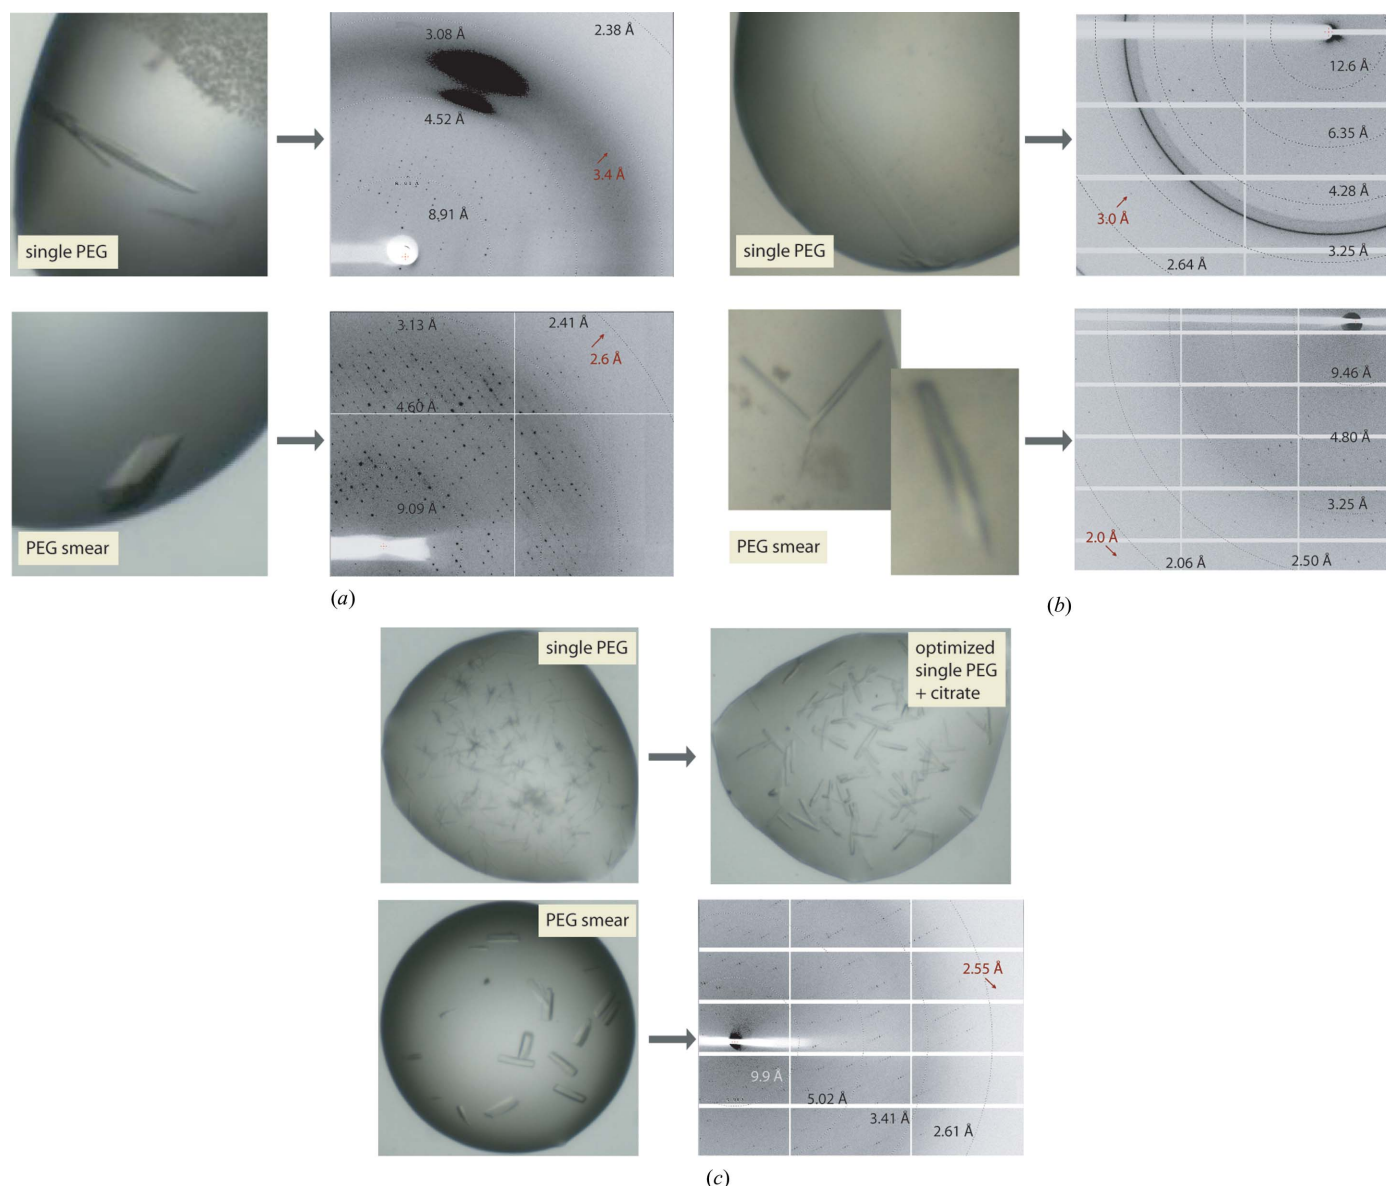 3.08 Å
2.38 Å
4.52 Å
3.4 Å
8.91 Å
single PEG
12.6 Å
6.35 Å
4.28 Å
3.0 Å
3.25 Å
2.64 Å
single PEG
3.13 Å
2.41 Å
2.6 Å
4.60 Å
9.09 Å
PEG smear
(a)
9.46 Å
4.80 Å
3.25 Å
2.0 Å
2.06 Å
2.50 Å
PEG smear
(b)
single PEG
optimized
single PEG
+ citrate
PEG smear
2.55 Å
9.9 Å
5.02 Å
3.41 Å
2.61 Å
(c)